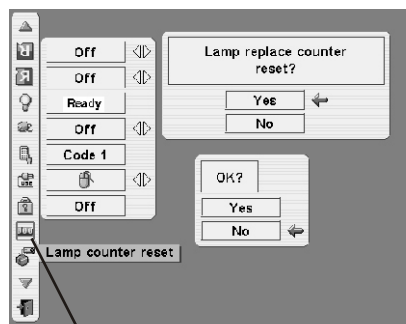 Off
Off
Ready
Off
Code 1
Off
Lamp counter reset
Lamp replace counter
reset?
Yes
No
OK?
Yes
No